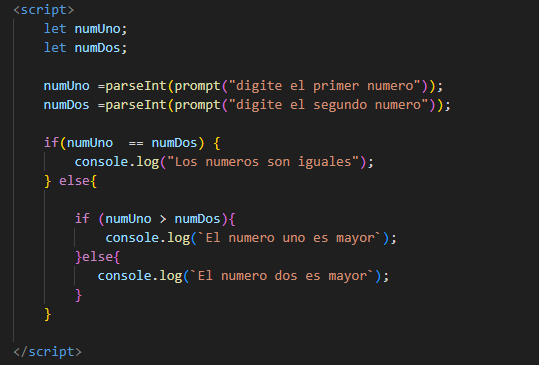 <script>
let numUno;
let numDos;
numUno =parseInt(prompt("digite el primer numero"));
numDos =parseInt(prompt("digite el segundo numero"));
if(numUno  == numDos) {
console.log("Los numeros son iguales");
} else{
if (numUno > numDos){
console.log(`El numero uno es mayor`);
}else{
console.log(`El numero dos es mayor`);
}
}
</script>